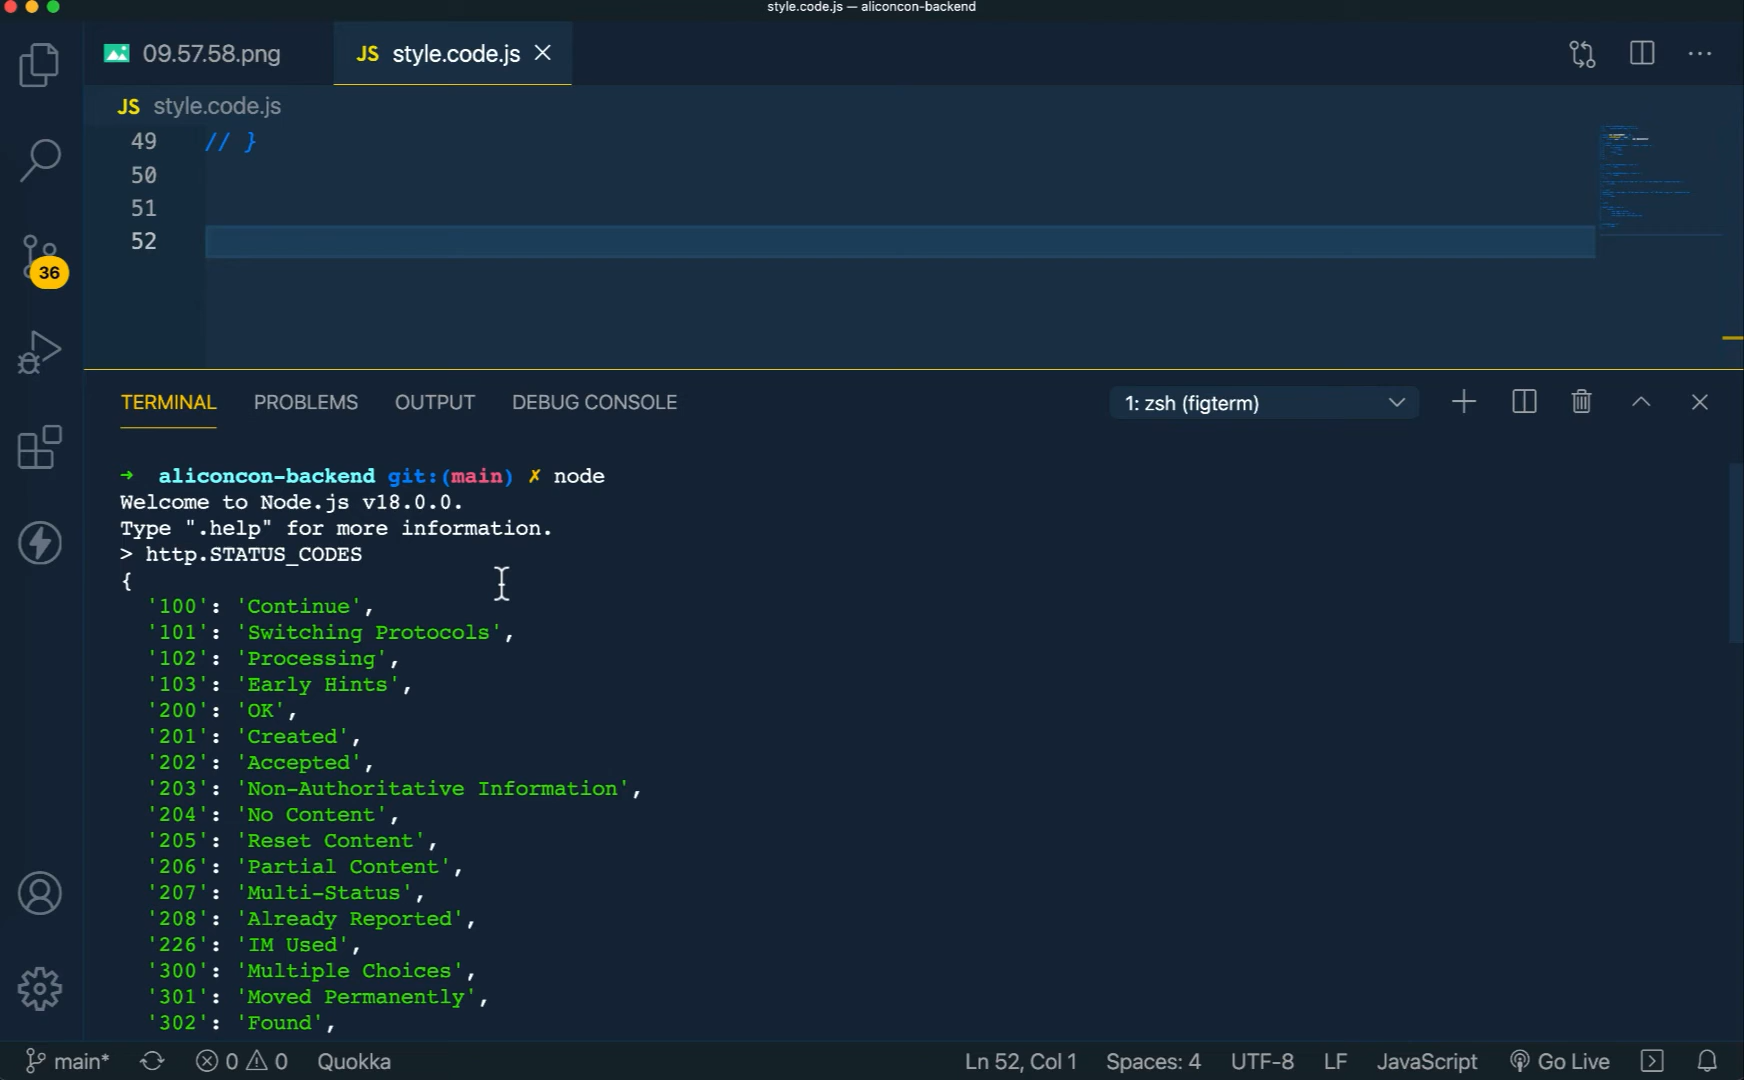 style.code.js — aliconcon-backend
09.57.58.png
JS style.code.js
JS style.code.js
49 // }
50
51
52
36
TERMINAL PROBLEMS OUTPUT DEBUG CONSOLE 1: zsh (figterm)
→ aliconcon-backend git:(main) ✗ node
Welcome to Node.js v18.0.0.
Type ".help" for more information.
> http.STATUS_CODES
{
'100': 'Continue',
'101': 'Switching Protocols',
'102': 'Processing',
'103': 'Early Hints',
'200': 'OK',
'201': 'Created',
'202': 'Accepted',
'203': 'Non-Authoritative Information',
'204': 'No Content',
'205': 'Reset Content',
'206': 'Partial Content',
'207': 'Multi-Status',
'208': 'Already Reported',
'226': 'IM Used',
'300': 'Multiple Choices',
'301': 'Moved Permanently',
'302': 'Found',
main* 0 0 Quokka Ln 52, Col 1 Spaces: 4 UTF-8 LF JavaScript Go Live